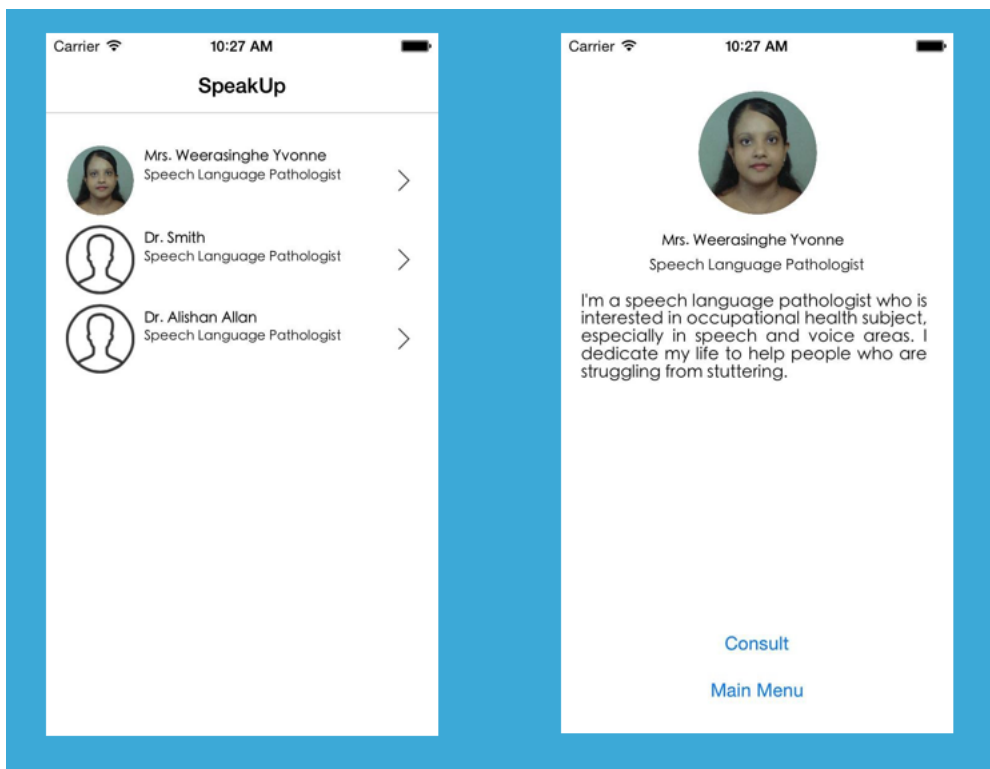 Carrier
10:27 AM
SpeakUp
Mrs. Weerasinghe Yvonne
Speech Language Pathologist
Dr. Smith
Speech Language Pathologist
Dr. Alishan Allan
Speech Language Pathologist
Carrier
10:27 AM
Mrs. Weerasinghe Yvonne
Speech Language Pathologist
I'm a speech language pathologist who is
interested in occupational health subject,
especially in speech and voice areas. I
dedicate my life to help people who are
struggling from stuttering.
Consult
Main Menu